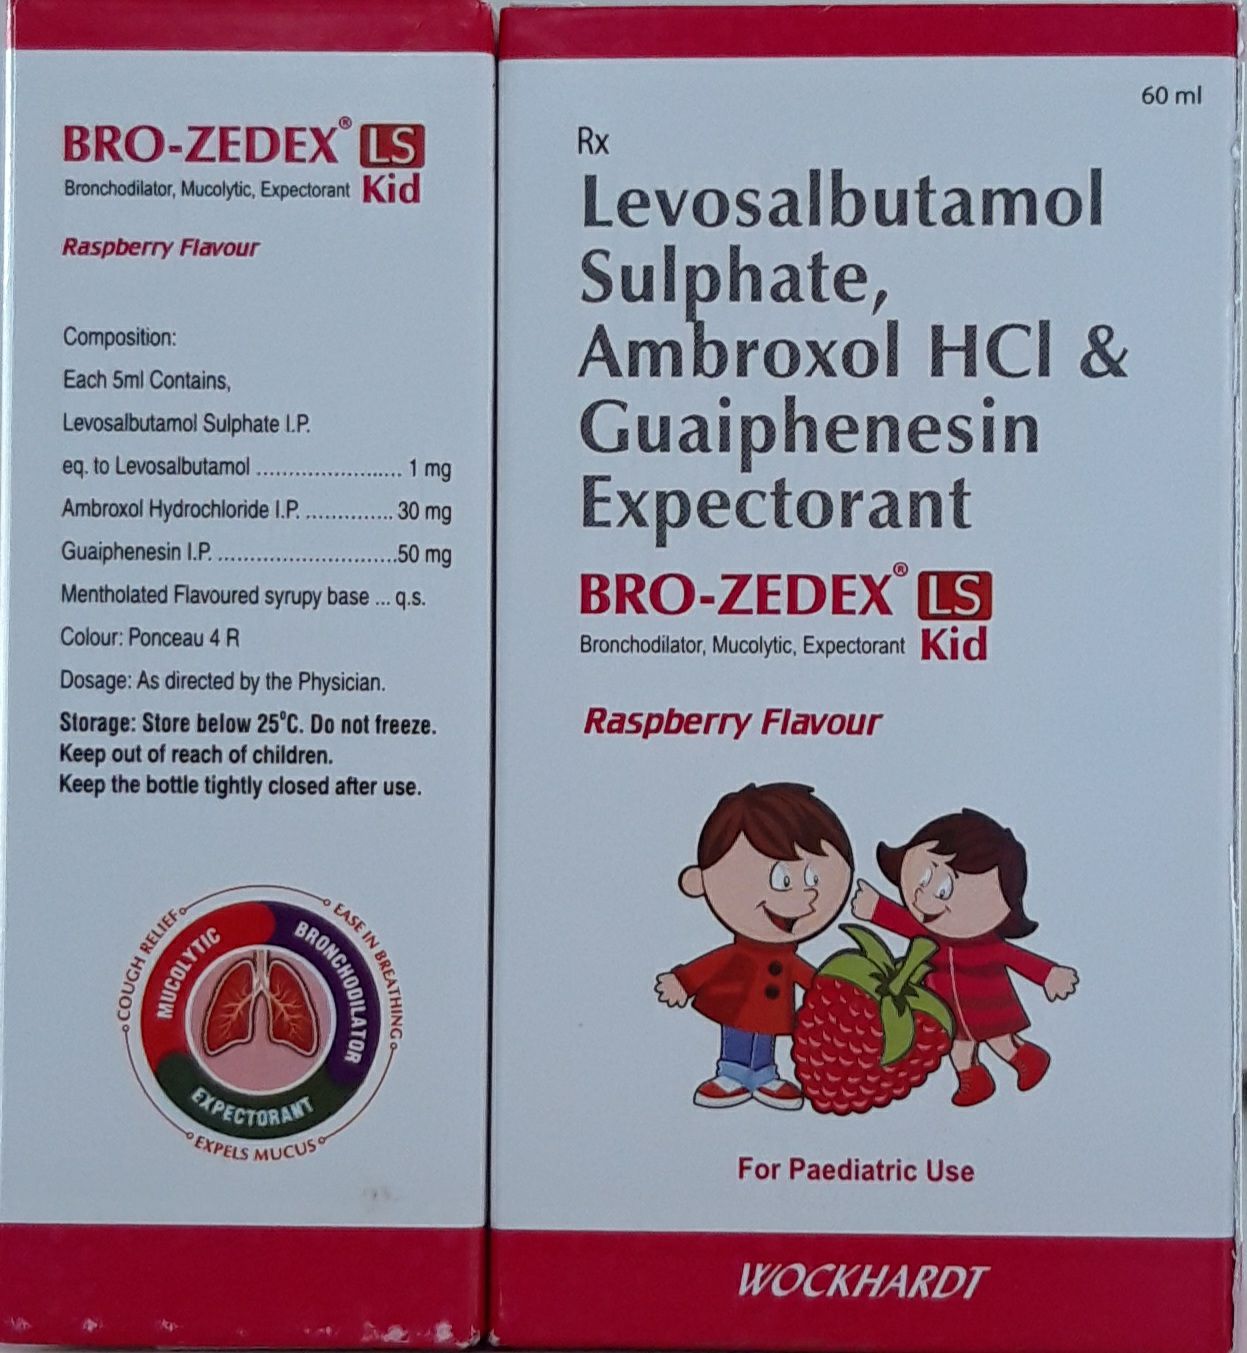 BRO-ZEDEX® LS
Bronchodilator, Mucolytic, Expectorant Kid
Raspberry Flavour
Composition:
Each 5ml Contains,
Levosalbutamol Sulphate I.P.
eq. to Levosalbutamol ...................... 1 mg
Ambroxol Hydrochloride I.P. ............. 30 mg
Guaiphenesin I.P. ...........................50 mg
Mentholated Flavoured syrupy base ... q.s.
Colour: Ponceau 4 R
Dosage: As directed by the Physician.
Storage: Store below 25°C. Do not freeze.
Keep out of reach of children.
Keep the bottle tightly closed after use.
COUGH RELIEF
EASE IN BREATHING
MUCOLYTIC
BRONCHODILATOR
EXPECTORANT
EXPELS MUCUS
60 ml
Rx
Levosalbutamol
Sulphate,
Ambroxol HCl &
Guaiphenesin
Expectorant
BRO-ZEDEX® LS
Bronchodilator, Mucolytic, Expectorant Kid
Raspberry Flavour
For Paediatric Use
WOCKHARDT